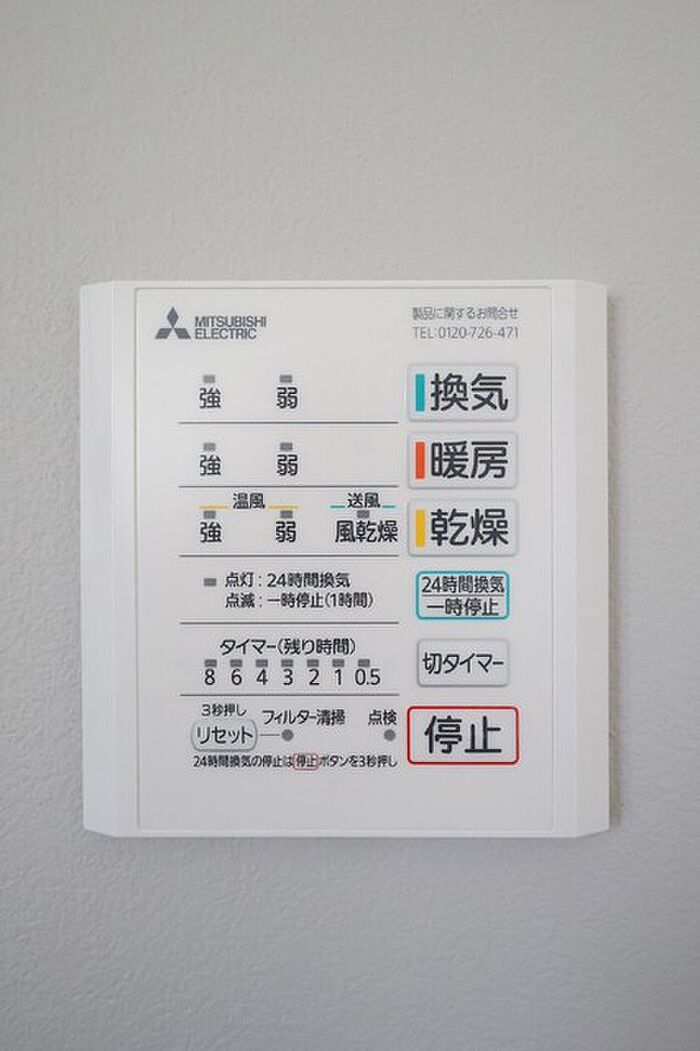 MITSUBISHI
ELECTRIC
製品に関するお問合せ
TEL:0120-726-471
強 弱 換気
強 弱 暖房
温風 送風
強 弱 風乾燥 乾燥
点灯:24時間換気
点滅:一時停止(1時間)
24時間換気
一時停止
タイマー(残り時間)
8 6 4 3 2 1 0.5
切タイマー
3秒押し
リセット フィルター清掃 点検
停止
24時間換気の停止は停止ボタンを3秒押し